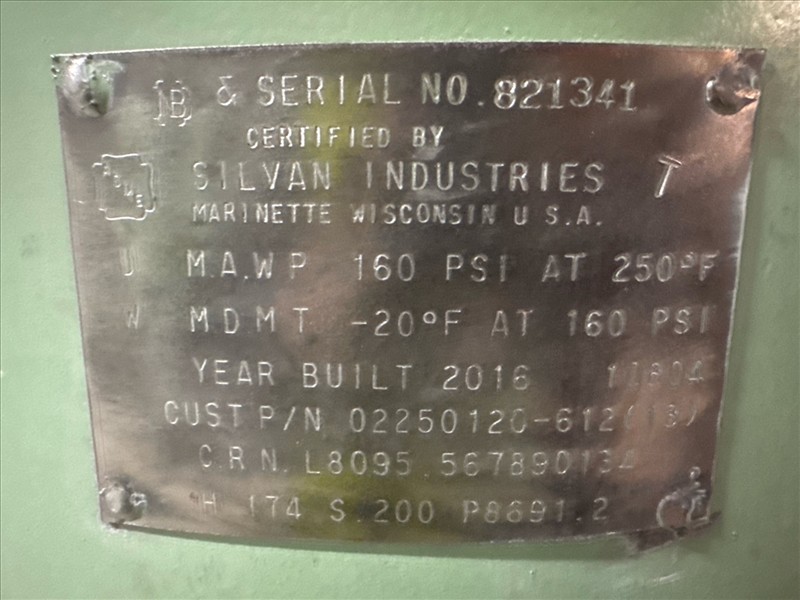 NB & SERIAL NO. 821341
CERTIFIED BY
ASME SILVAN INDUSTRIES T
MARINETTE WISCONSIN U S.A.
U M.A.W P 160 PSI AT 250°F
W M D M T -20°F AT 160 PSI
YEAR BUILT 2016
CUST P/N 02250120-612
C.R N. L8095.567890134
H 174 S.200 P8691.2